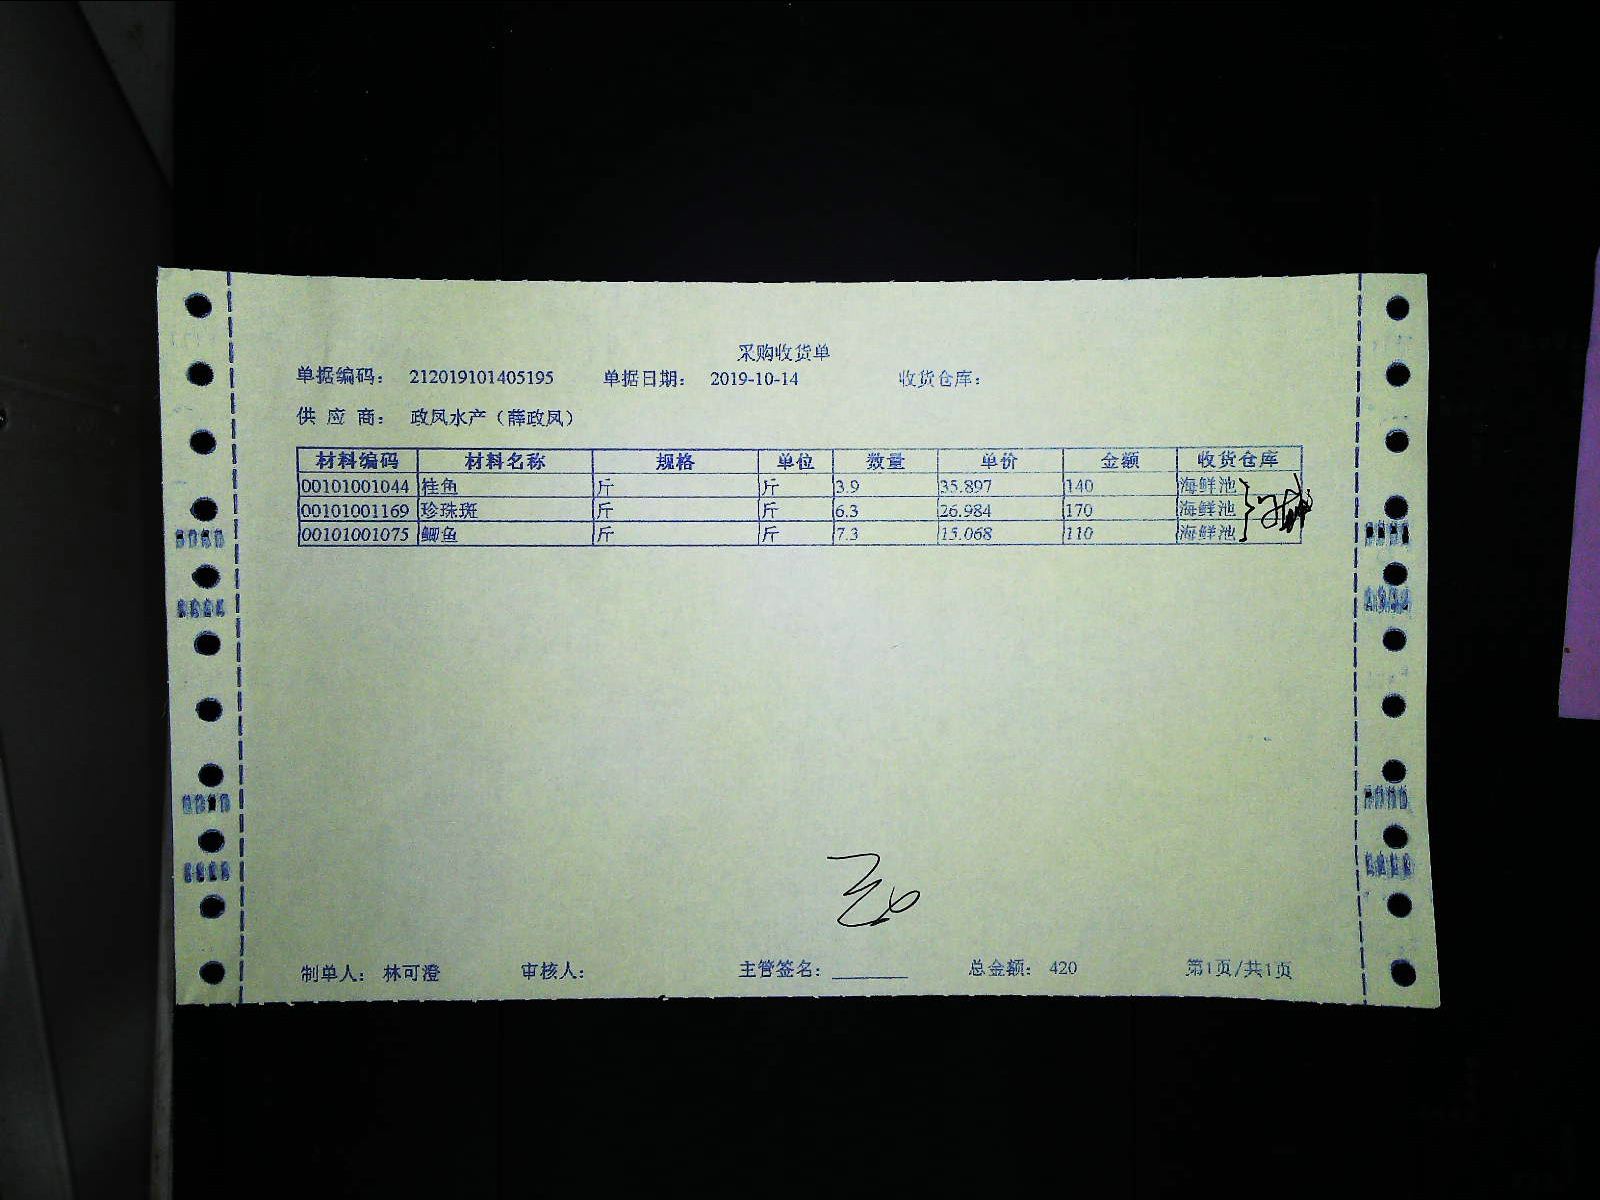 采购收货单
单据编码: 212019101405195 单据日期: 2019-10-14 收货仓库:
供 应 商: 政凤水产（薛政凤）
材料编码 材料名称 规格 单位 数量 单价 金额 收货仓库
00101001044 桂鱼 斤 斤 3.9 35.897 140 海鲜池
00101001169 珍珠斑 斤 斤 6.3 26.984 170 海鲜池
00101001075 鲫鱼 斤 斤 7.3 15.068 110 海鲜池
制单人: 林可澄 审核人: 主管签名: 总金额: 420 第1页/共1页